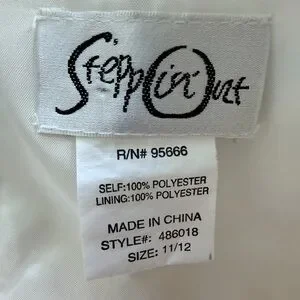 Steppin' Out
R/N# 95666
SELF:100% POLYESTER
LINING:100% POLYESTER
MADE IN CHINA
STYLE#: 486018
SIZE: 11/12